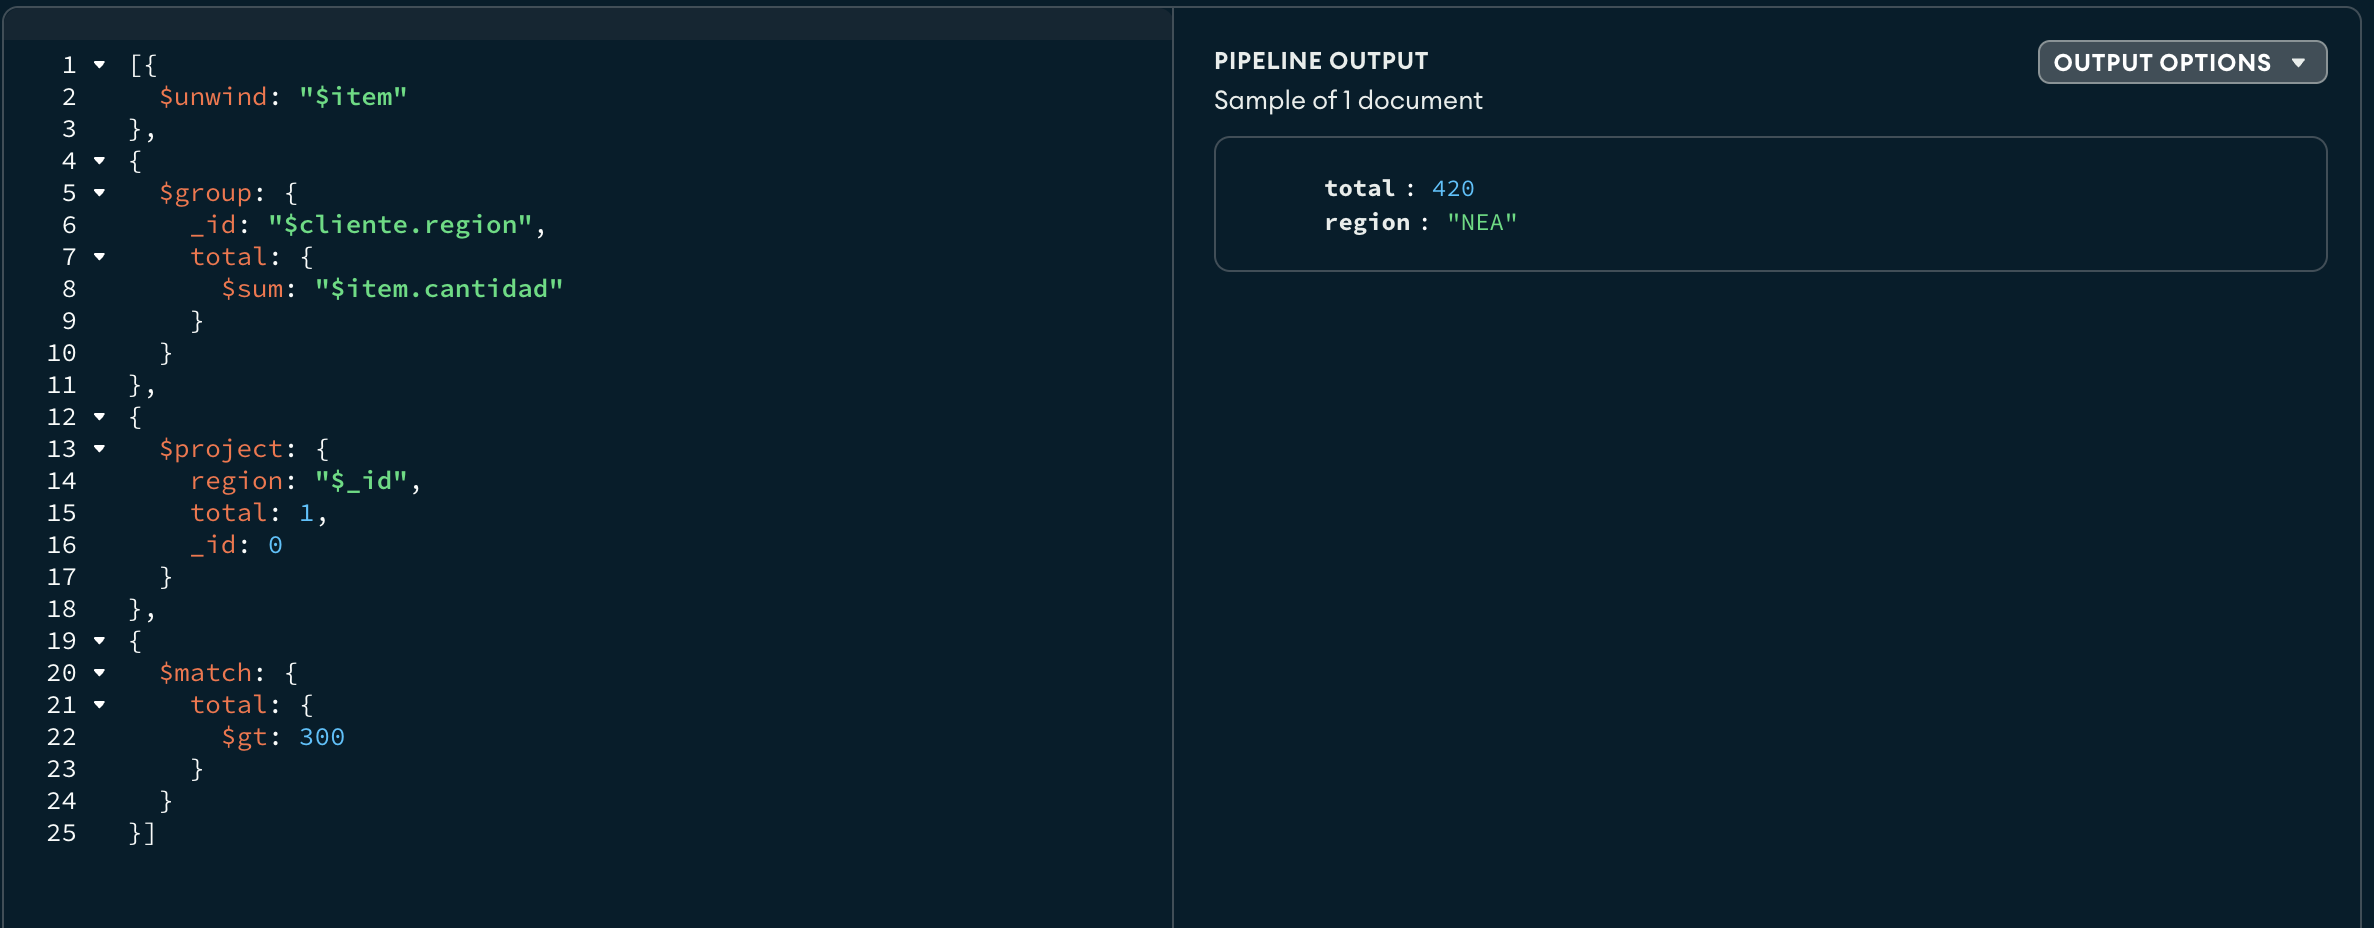 1 [{
2   $unwind: "$item"
3 },
4 {
5   $group: {
6     _id: "$cliente.region",
7     total: {
8       $sum: "$item.cantidad"
9     }
10   }
11 },
12 {
13   $project: {
14     region: "$_id",
15     total: 1,
16     _id: 0
17   }
18 },
19 {
20   $match: {
21     total: {
22       $gt: 300
23     }
24   }
25 }]
PIPELINE OUTPUT
OUTPUT OPTIONS
Sample of 1 document
total : 420
region : "NEA"